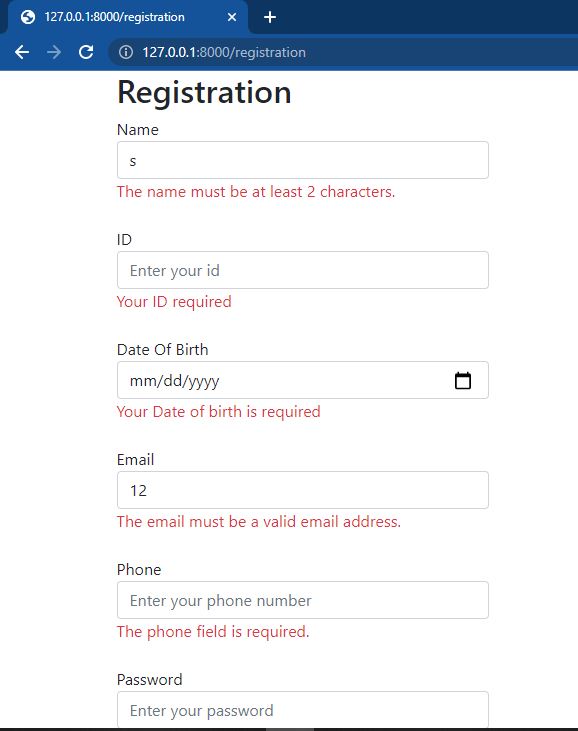 127.0.0.1:8000/registration
127.0.0.1:8000/registration
Registration
Name
s
The name must be at least 2 characters.
ID
Enter your id
Your ID required
Date Of Birth
mm/dd/yyyy
Your Date of birth is required
Email
12
The email must be a valid email address.
Phone
Enter your phone number
The phone field is required.
Password
Enter your password